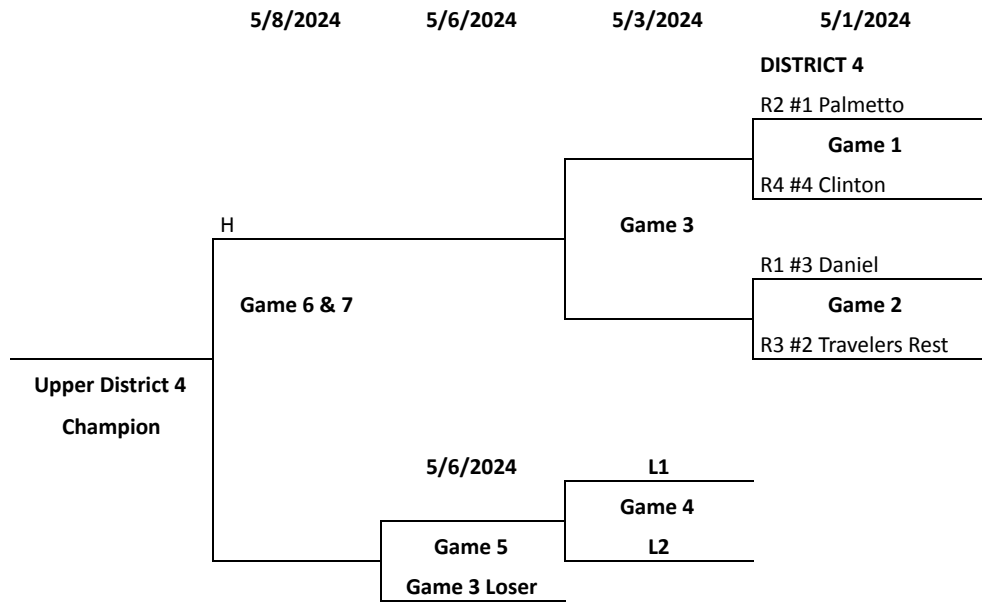 5/8/2024 5/6/2024 5/3/2024 5/1/2024
DISTRICT 4
R2 #1 Palmetto
Game 1
R4 #4 Clinton
H
Game 3
R1 #3 Daniel
Game 6 & 7
Game 2
R3 #2 Travelers Rest
Upper District 4
Champion
5/6/2024 L1
Game 4
Game 5
L2
Game 3 Loser